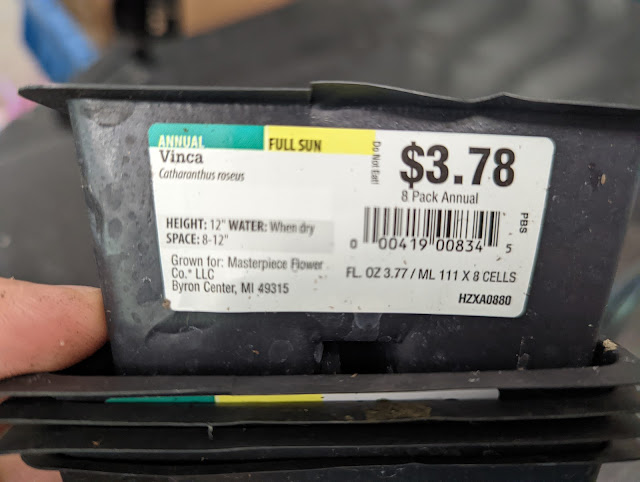 ANNUAL
FULL SUN
Vinca
Catharanthus roseus
Do Not Eat!
$3.78
8 Pack Annual
HEIGHT: 12" WATER: When dry
SPACE: 8-12"
Grown for: Masterpiece Flower
Co.* LLC
Byron Center, MI 49315
0 00419 00834 5
PBS
FL. OZ 3.77 / ML 111 X 8 CELLS
HZXA0880